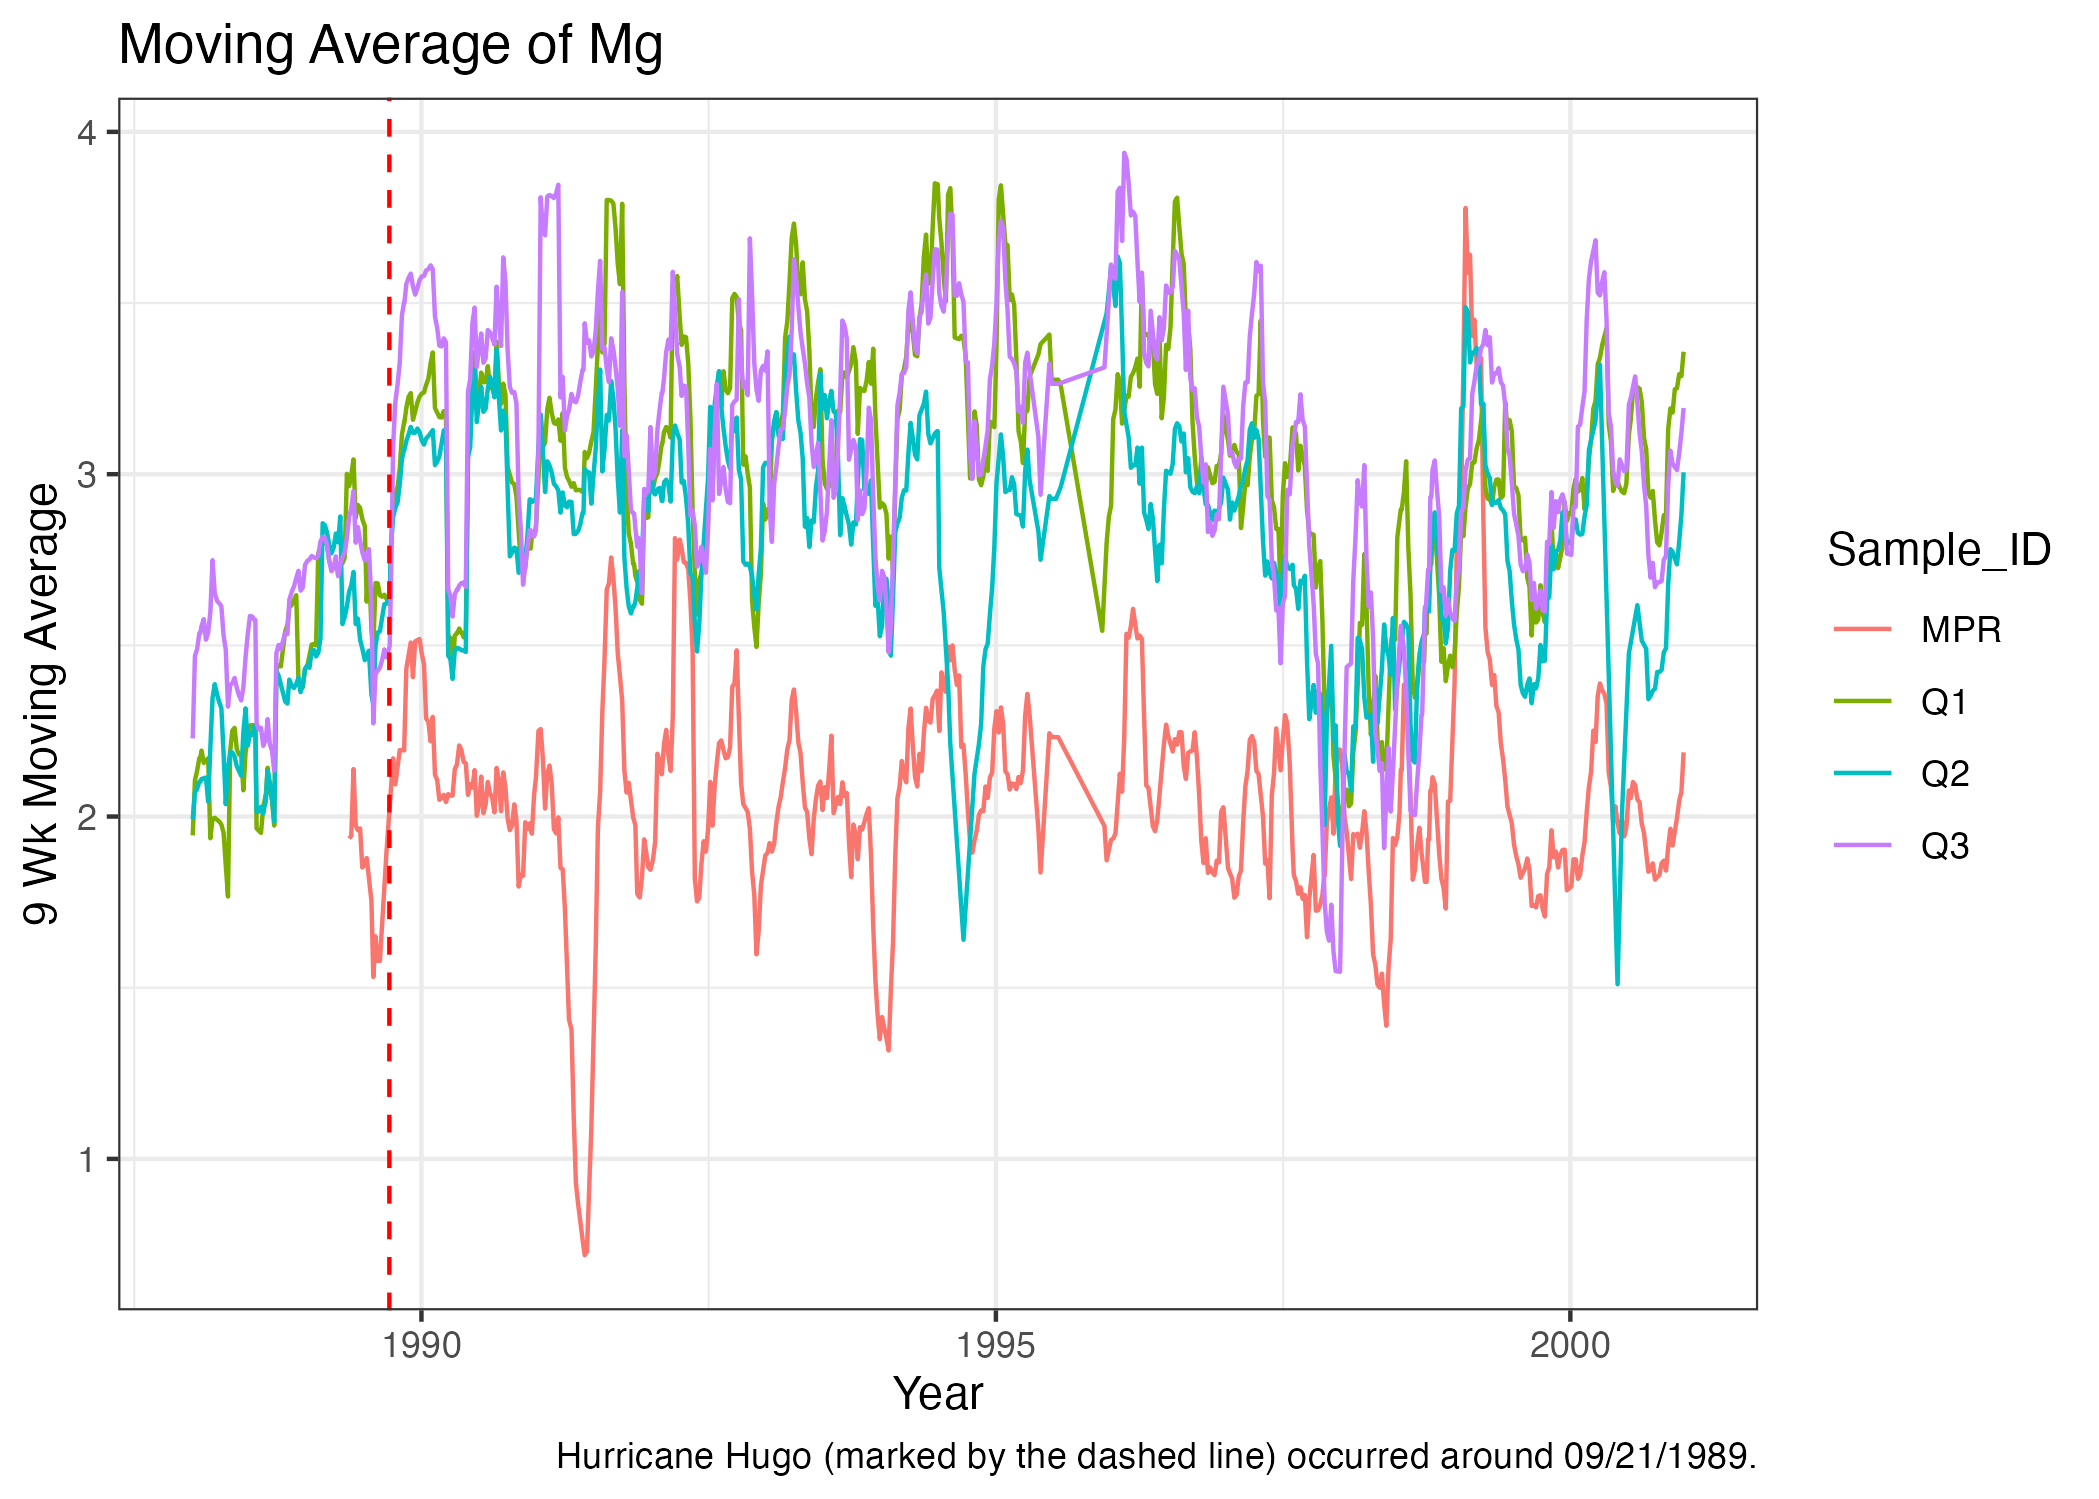 Moving Average of Mg
4
3
2
1
9 Wk Moving Average
1990
1995
2000
Year
Sample_ID
MPR
Q1
Q2
Q3
Hurricane Hugo (marked by the dashed line) occurred around 09/21/1989.